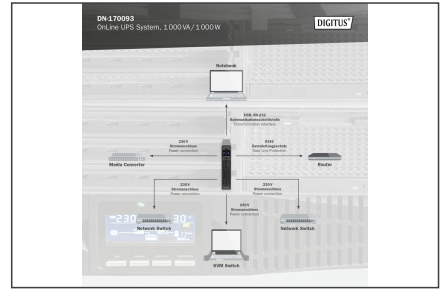 DN-170093
OnLine UPS System, 1000VA/1000W
DIGITUS®
Notebook
USB, RS-232
Kommunikationsschnittstelle
Communication interface
230V
Stromanschluss
Power connection
RJ45
Datenleitungsschutz
Data Line Protection
Media Converter
Router
230V
Stromanschluss
Power connection
230V
Stromanschluss
Power connection
230V
Stromanschluss
Power connection
Network Switch
Network Switch
KVM Switch
230
30